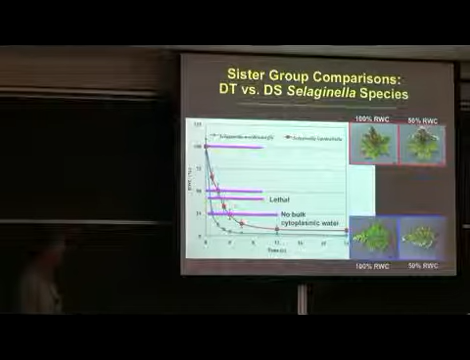 Sister Group Comparisons:
DT vs. DS Selaginella Species
100% RWC
50% RWC
Lethal
No bulk
cytoplasmic water
100% RWC
50% RWC